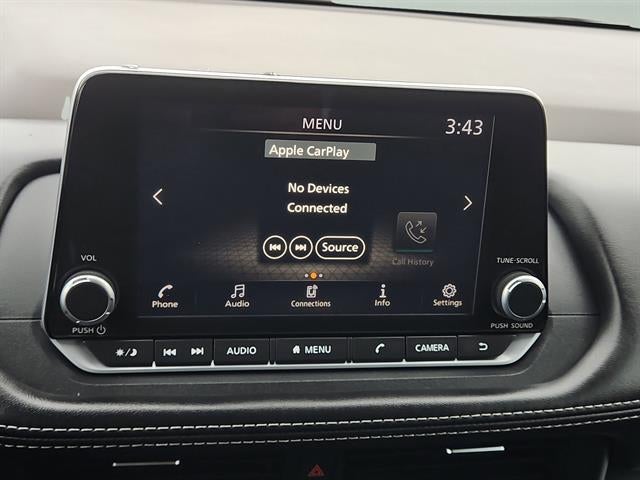 MENU
3:43
Apple CarPlay
No Devices
Connected
Source
Call History
VOL
TUNE·SCROLL
Phone
Audio
Connections
Info
Settings
PUSH
PUSH SOUND
AUDIO
MENU
CAMERA